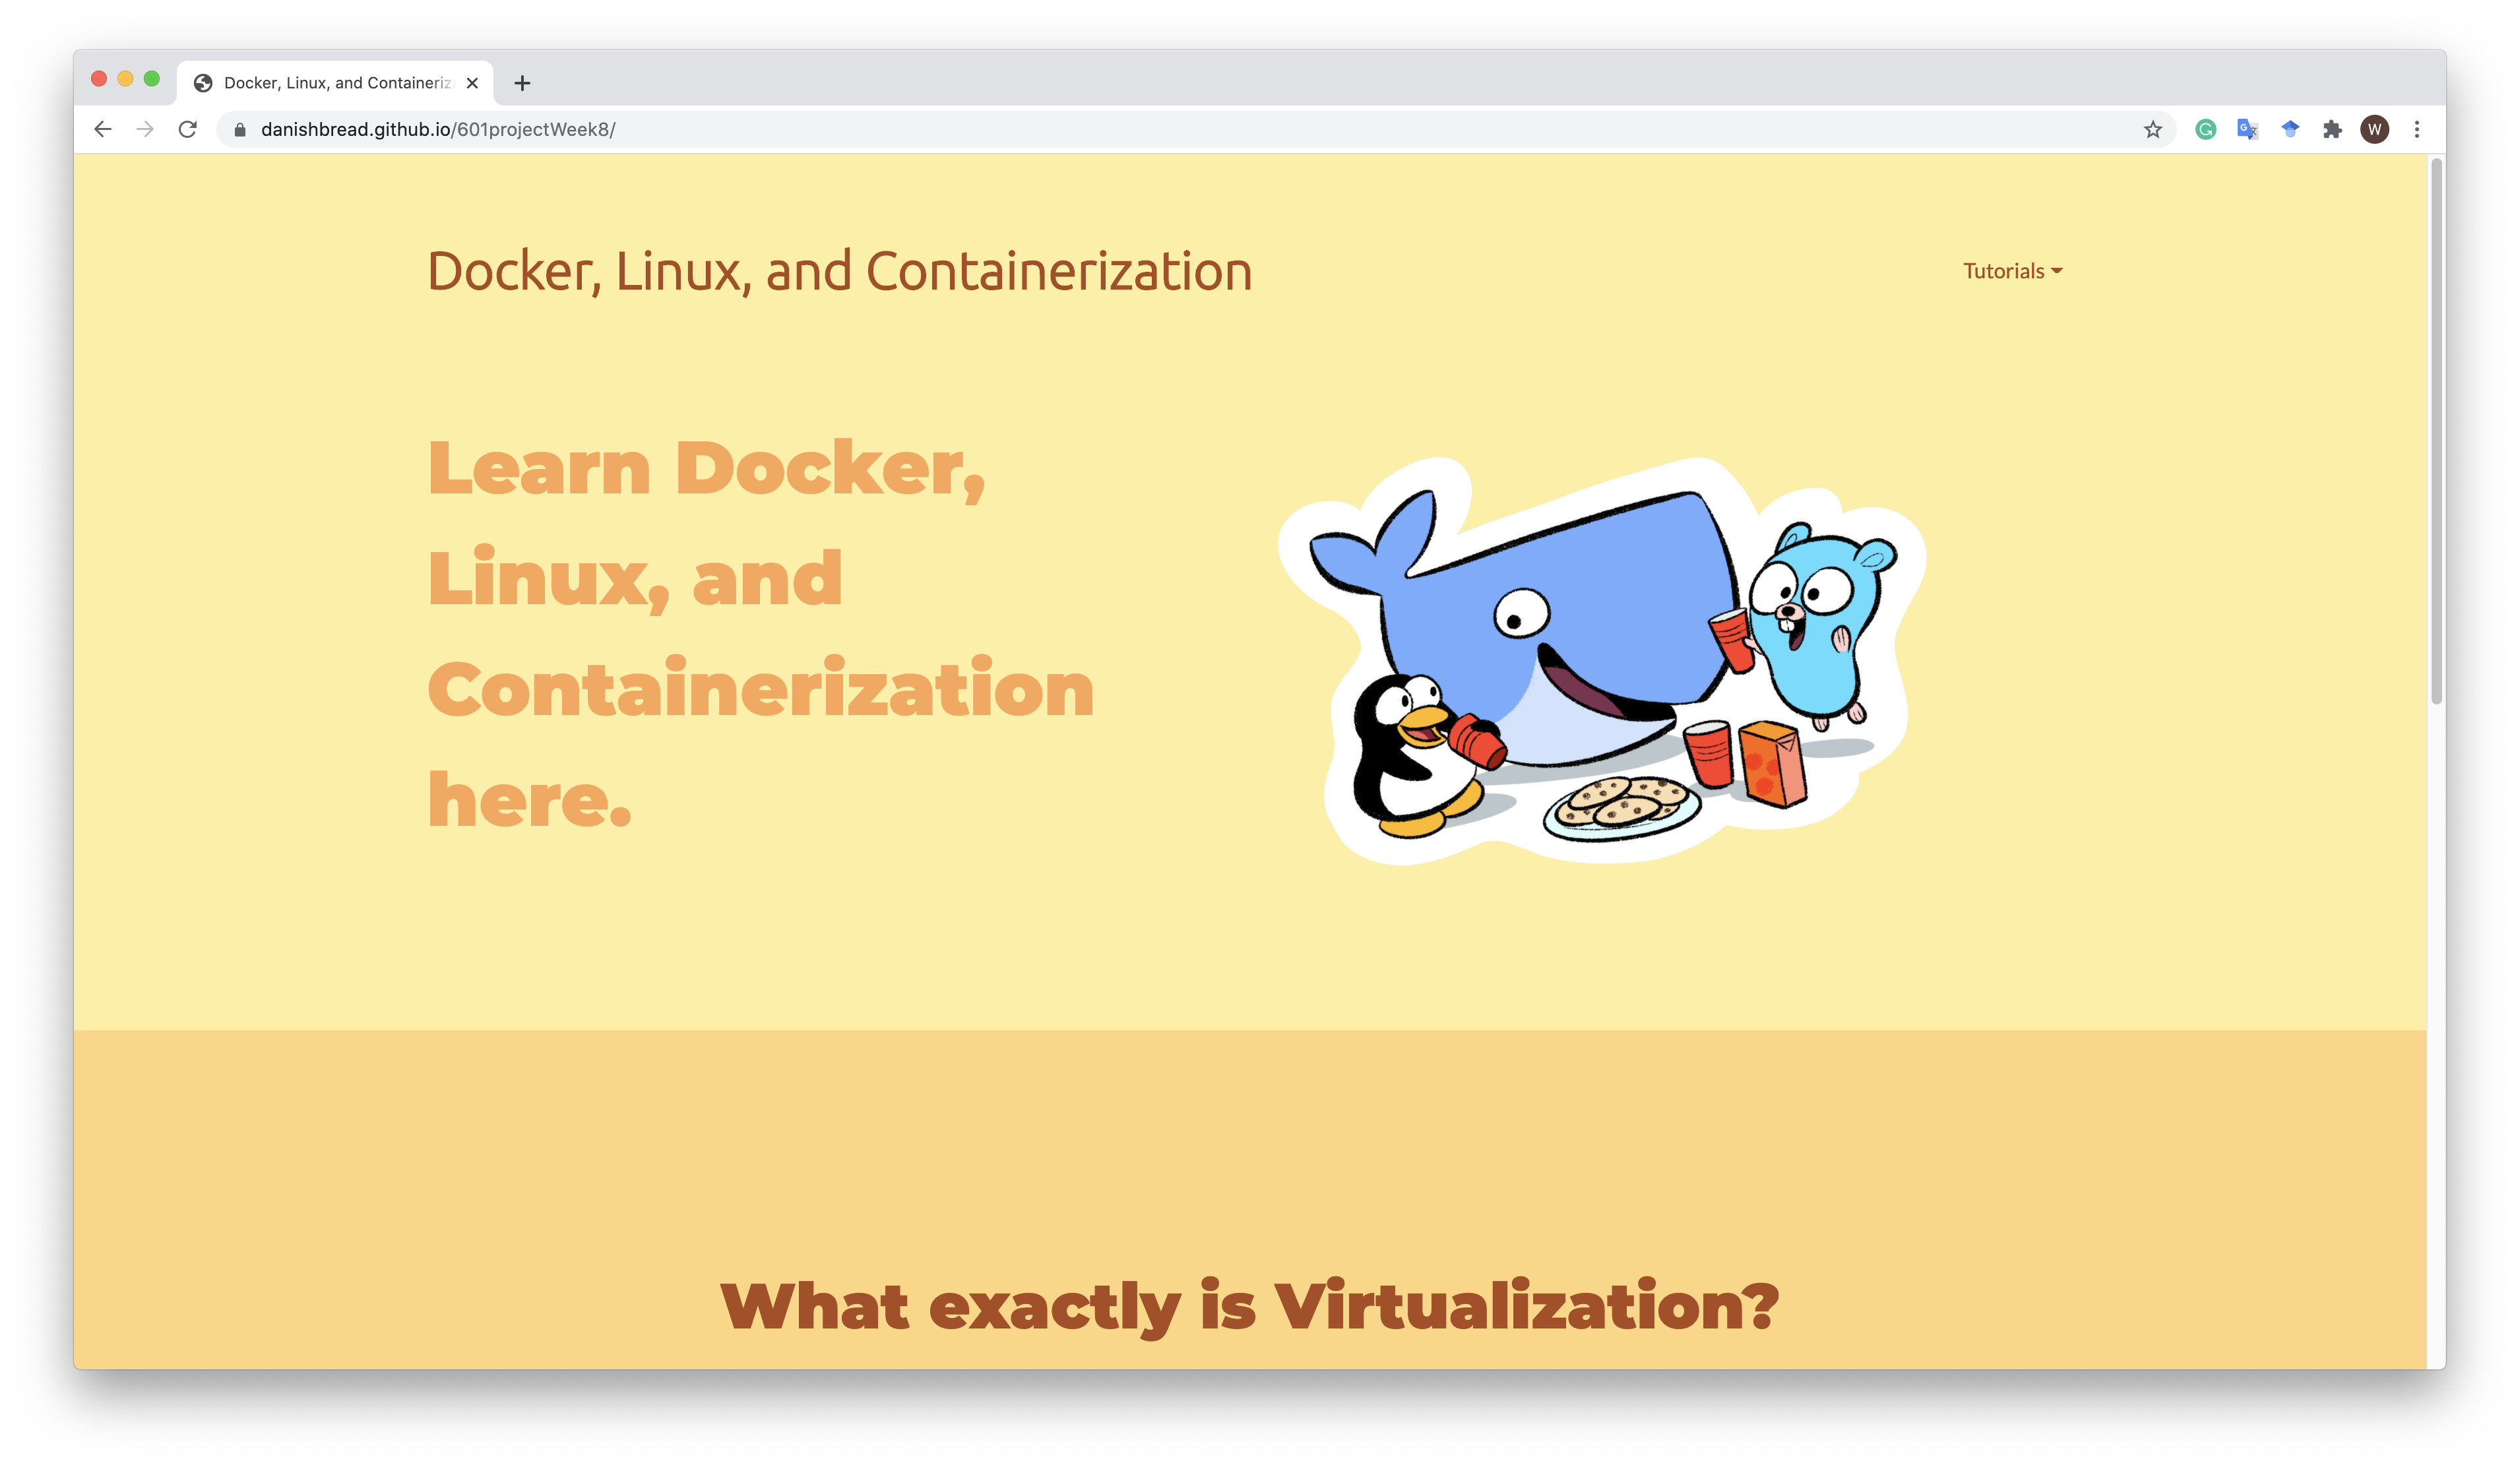 Docker, Linux, and Containeriz
danishbread.github.io/601projectWeek8/
W
Docker, Linux, and Containerization
Tutorials
Learn Docker,
Linux, and
Containerization
here.
What exactly is Virtualization?